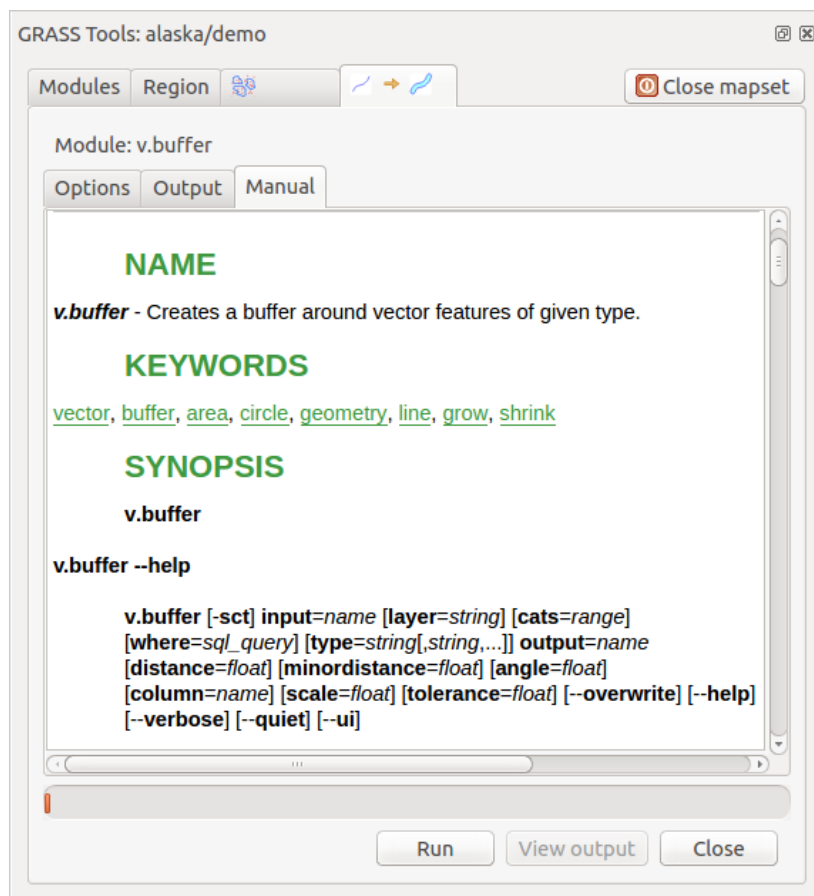 GRASS Tools: alaska/demo
Modules Region Close mapset
Module: v.buffer
Options Output Manual
NAME
v.buffer - Creates a buffer around vector features of given type.
KEYWORDS
vector, buffer, area, circle, geometry, line, grow, shrink
SYNOPSIS
v.buffer
v.buffer --help
v.buffer [-sct] input=name [layer=string] [cats=range]
[where=sql_query] [type=string[,string,...]] output=name
[distance=float] [minordistance=float] [angle=float]
[column=name] [scale=float] [tolerance=float] [--overwrite] [--help]
[--verbose] [--quiet] [--ui]
Run View output Close